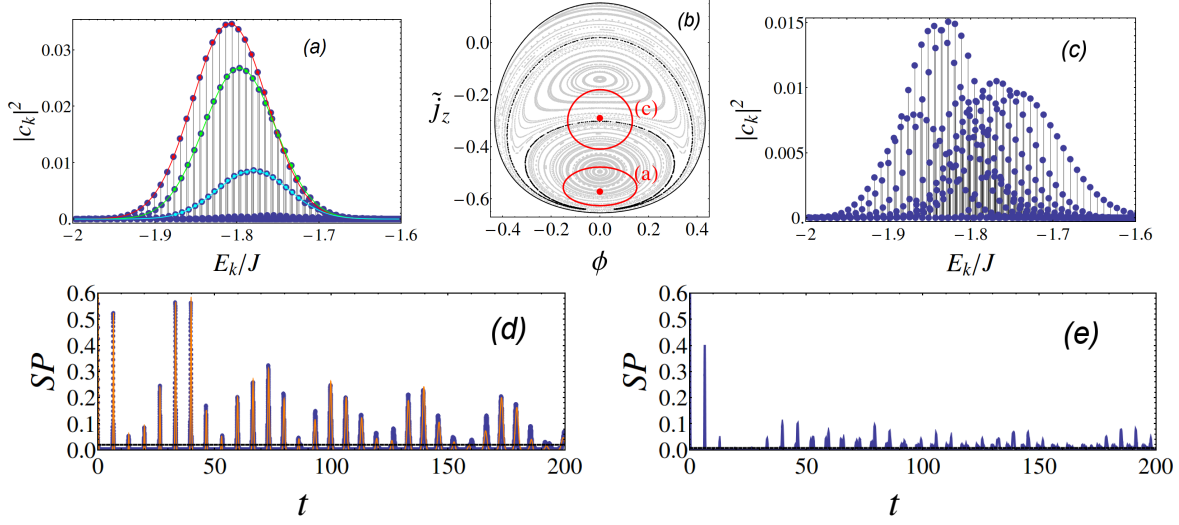 (a)
|c_k|^2
0.03
0.02
0.01
0
−2 −1.9 −1.8 −1.7 −1.6
E_k/J
(b)
j̃_z
0.0
−0.2
−0.4
−0.6
(c)
(a)
−0.4 −0.2 0.0 0.2 0.4
ϕ
(c)
|c_k|^2
0.015
0.01
0.005
0
−2 −1.9 −1.8 −1.7 −1.6
E_k/J
(d)
SP
0.6
0.5
0.4
0.3
0.2
0.1
0.0
0 50 100 150 200
t
(e)
SP
0.6
0.5
0.4
0.3
0.2
0.1
0.0
0 50 100 150 200
t